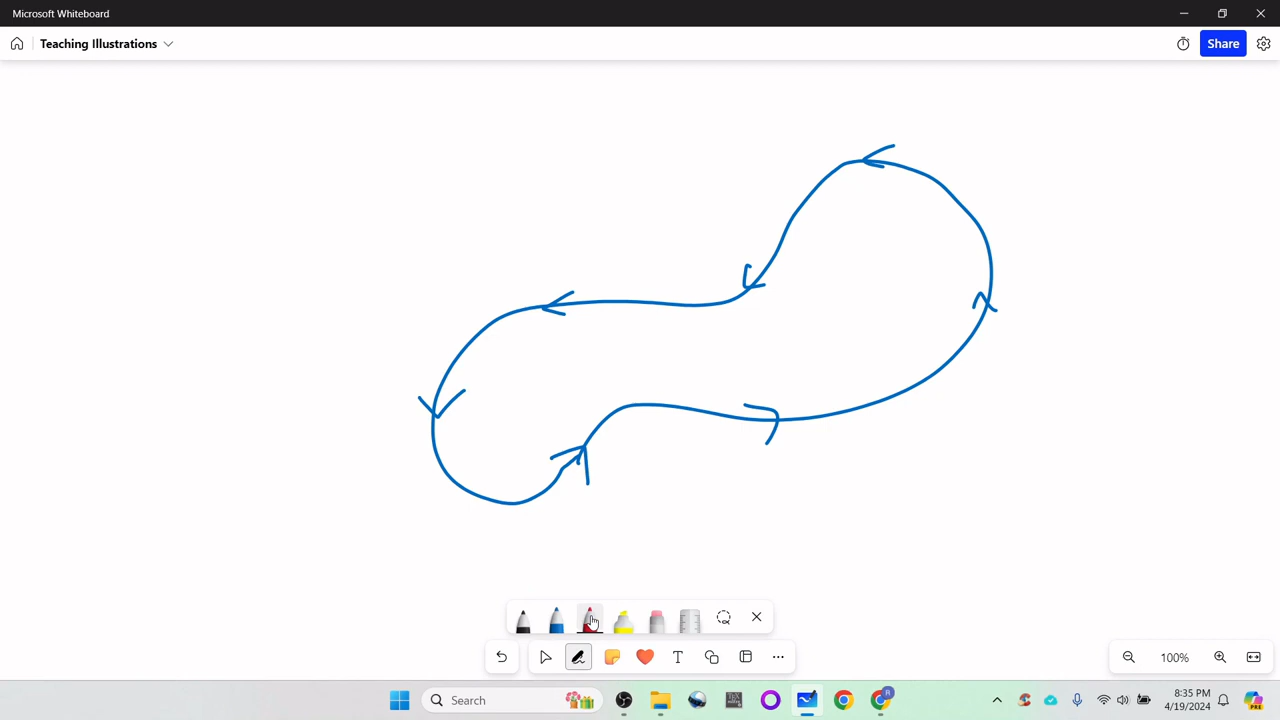 Microsoft Whiteboard
Teaching Illustrations
Share
T
100%
Search
8:35 PM
4/19/2024